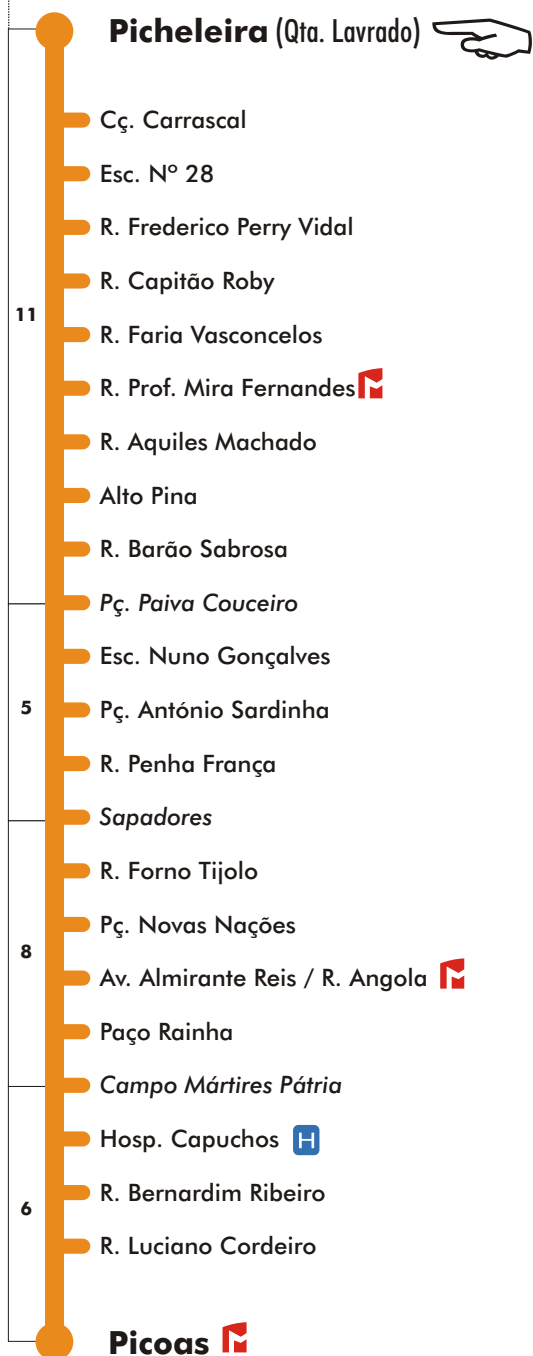 Picheleira (Qta. Lavrado)
Cç. Carrascal
Esc. Nº 28
R. Frederico Perry Vidal
R. Capitão Roby
11
R. Faria Vasconcelos
R. Prof. Mira Fernandes
R. Aquiles Machado
Alto Pina
R. Barão Sabrosa
Pç. Paiva Couceiro
Esc. Nuno Gonçalves
5
Pç. António Sardinha
R. Penha França
Sapadores
R. Forno Tijolo
Pç. Novas Nações
8
Av. Almirante Reis / R. Angola
Paço Rainha
Campo Mártires Pátria
Hosp. Capuchos H
R. Bernardim Ribeiro
6
R. Luciano Cordeiro
Picoas